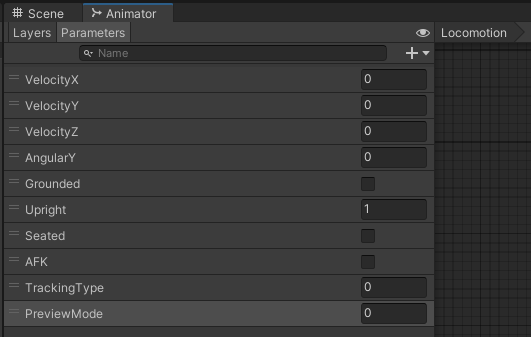 Scene Animator
Layers Parameters Locomotion
Name
VelocityX 0
VelocityY 0
VelocityZ 0
AngularY 0
Grounded
Upright 1
Seated
AFK
TrackingType 0
PreviewMode 0